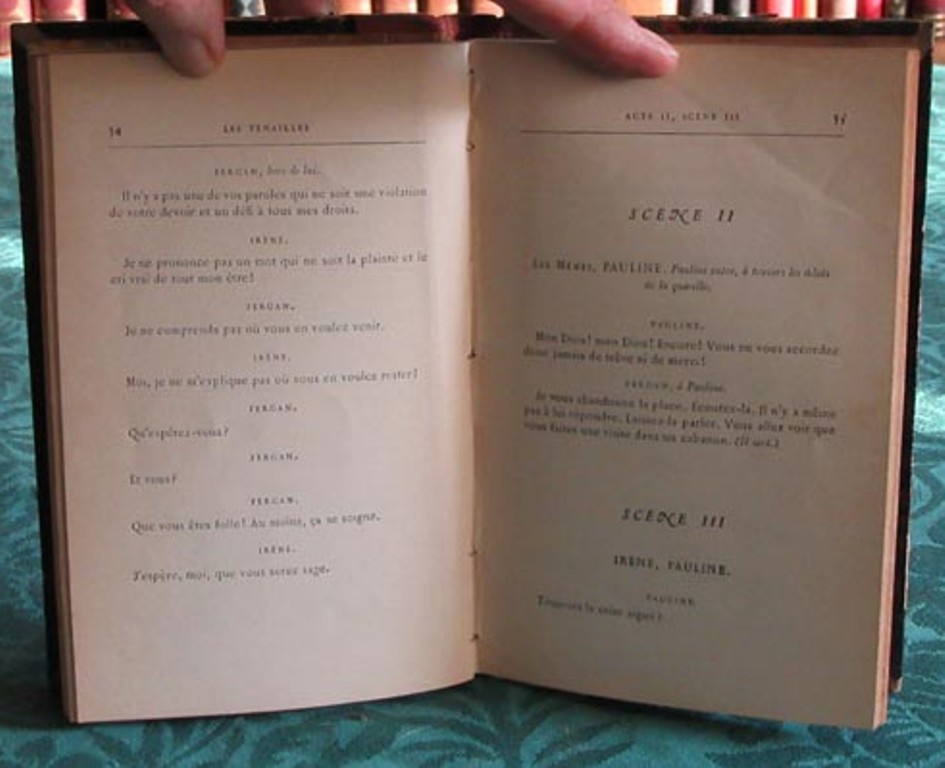 54 LES TENAILLES
FERGAN, hors de lui.
Il n'y a pas une de vos paroles qui ne soit une violation
de votre devoir et un défi à tous mes droits.
IRÈNE.
Je ne prononce pas un mot qui ne soit la plainte et le
cri vrai de tout mon être!
FERGAN.
Je ne comprends pas où vous en voulez venir.
IRÈNE.
Moi, je ne m'explique pas où vous en voulez rester!
FERGAN.
Qu'espérez-vous?
FERGAN.
Et vous?
FERGAN.
Que vous êtes folle! Au moins, ça se soigne.
IRÈNE.
J'espère, moi, que vous serez sage.
ACTE II, SCÈNE III 55
SCÈNE II
LES MÊMES, PAULINE. Pauline entre, à travers les éclats
de la querelle.
PAULINE.
Mon Dieu! mon Dieu! Encore! Vous ne vous accordez
donc jamais de trêve ni de merci!
FERGAN, à Pauline.
Je vous abandonne la place. Écoutez-la. Il n'y a même
pas à lui répondre. Laissez-la parler. Vous allez voir que
vous faites une visite dans un cabanon. (Il sort.)
SCÈNE III
IRÈNE, PAULINE.
PAULINE.
Toujours la crise aiguë?